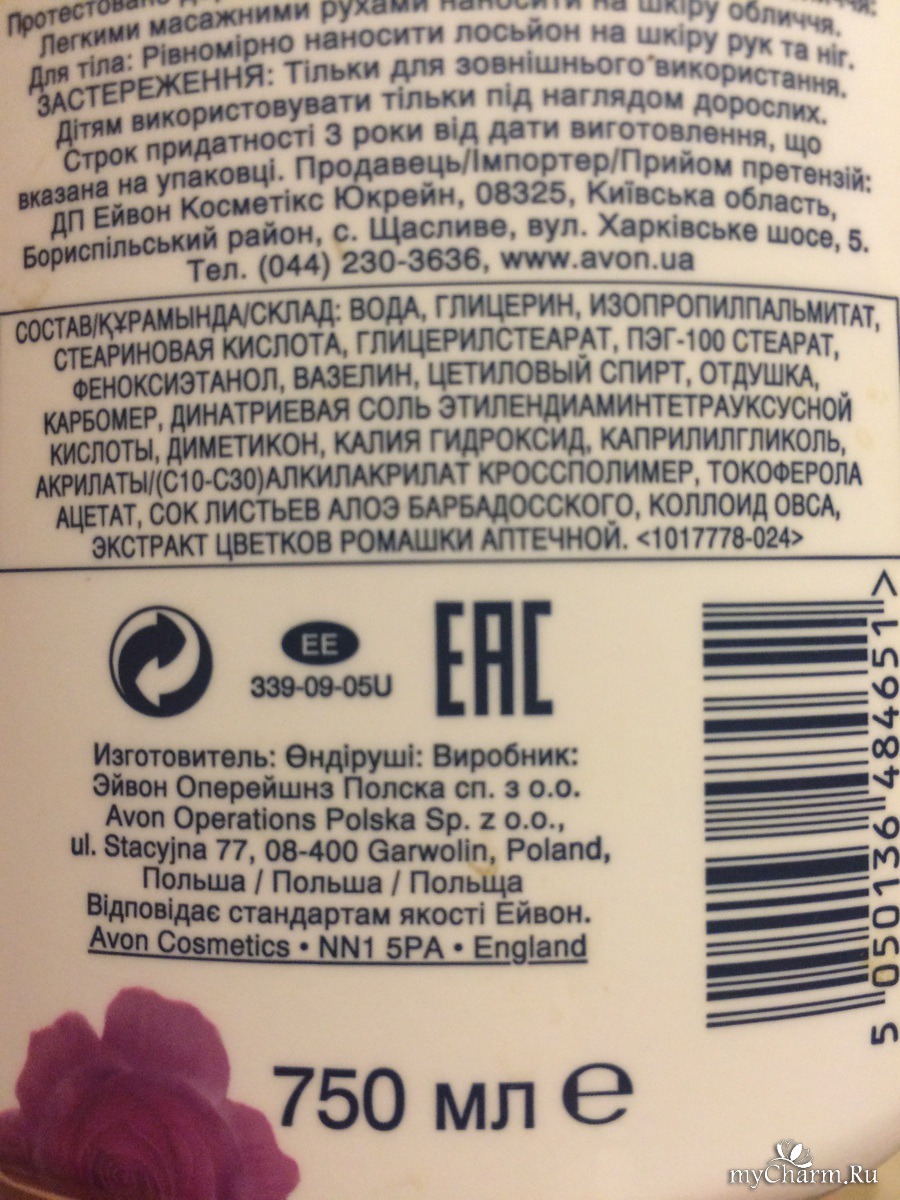 Протестовано
Легкими масажними рухами наносити на шкіру обличчя.
Для тіла: Рівномірно наносити лосьйон на шкіру рук та ніг.
ЗАСТЕРЕЖЕННЯ: Тільки для зовнішнього використання.
Дітям використовувати тільки під наглядом дорослих.
Строк придатності 3 роки від дати виготовлення, що
вказана на упаковці. Продавець/Імпортер/Прийом претензій:
ДП Ейвон Косметікс Юкрейн, 08325, Київська область,
Бориспільський район, с. Щасливе, вул. Харківське шосе, 5.
Тел. (044) 230-3636, www.avon.ua
СОСТАВ/ҚҰРАМЫНДА/СКЛАД: ВОДА, ГЛИЦЕРИН, ИЗОПРОПИЛПАЛЬМИТАТ,
СТЕАРИНОВАЯ КИСЛОТА, ГЛИЦЕРИЛСТЕАРАТ, ПЭГ-100 СТЕАРАТ,
ФЕНОКСИЭТАНОЛ, ВАЗЕЛИН, ЦЕТИЛОВЫЙ СПИРТ, ОТДУШКА,
КАРБОМЕР, ДИНАТРИЕВАЯ СОЛЬ ЭТИЛЕНДИАМИНТЕТРАУКСУСНОЙ
КИСЛОТЫ, ДИМЕТИКОН, КАЛИЯ ГИДРОКСИД, КАПРИЛИЛГЛИКОЛЬ,
АКРИЛАТЫ/(С10-С30)АЛКИЛАКРИЛАТ КРОССПОЛИМЕР, ТОКОФЕРОЛА
АЦЕТАТ, СОК ЛИСТЬЕВ АЛОЭ БАРБАДОССКОГО, КОЛЛОИД ОВСА,
ЭКСТРАКТ ЦВЕТКОВ РОМАШКИ АПТЕЧНОЙ. <1017778-024>
EE
339-09-05U
EAC
Изготовитель: Өндіруші: Виробник:
Эйвон Оперейшнз Полска сп. з о.о.
Avon Operations Polska Sp. z o.o.,
ul. Stacyjna 77, 08-400 Garwolin, Poland,
Польша / Польша / Польща
Відповідає стандартам якості Ейвон.
Avon Cosmetics • NN1 5PA • England
5 050136 484651 >
750 мл e
myCharm.Ru